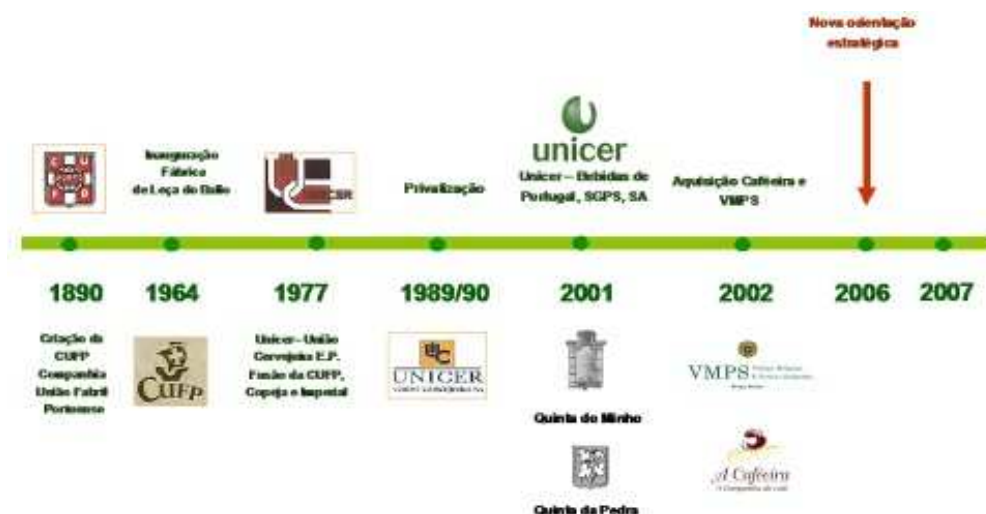 Nova orientação
estratégica
unicer
Inauguração
Fábrica
de Leça do Balio
Privatização
Unicer – Bebidas de
Portugal, SGPS, SA
Aquisição Caféeira e
VMPS
1890
1964
1977
1989/90
2001
2002
2006
2007
Criação da
CUFP
Companhia
União Fabril
Portuense
CUFP
Unicer – União
Cervejeira E.P.
Fusão da CUFP,
Copeja e Imperial
UNICER
VMPS
Quinta do Minho
A Caféeira
Quinta da Pedra